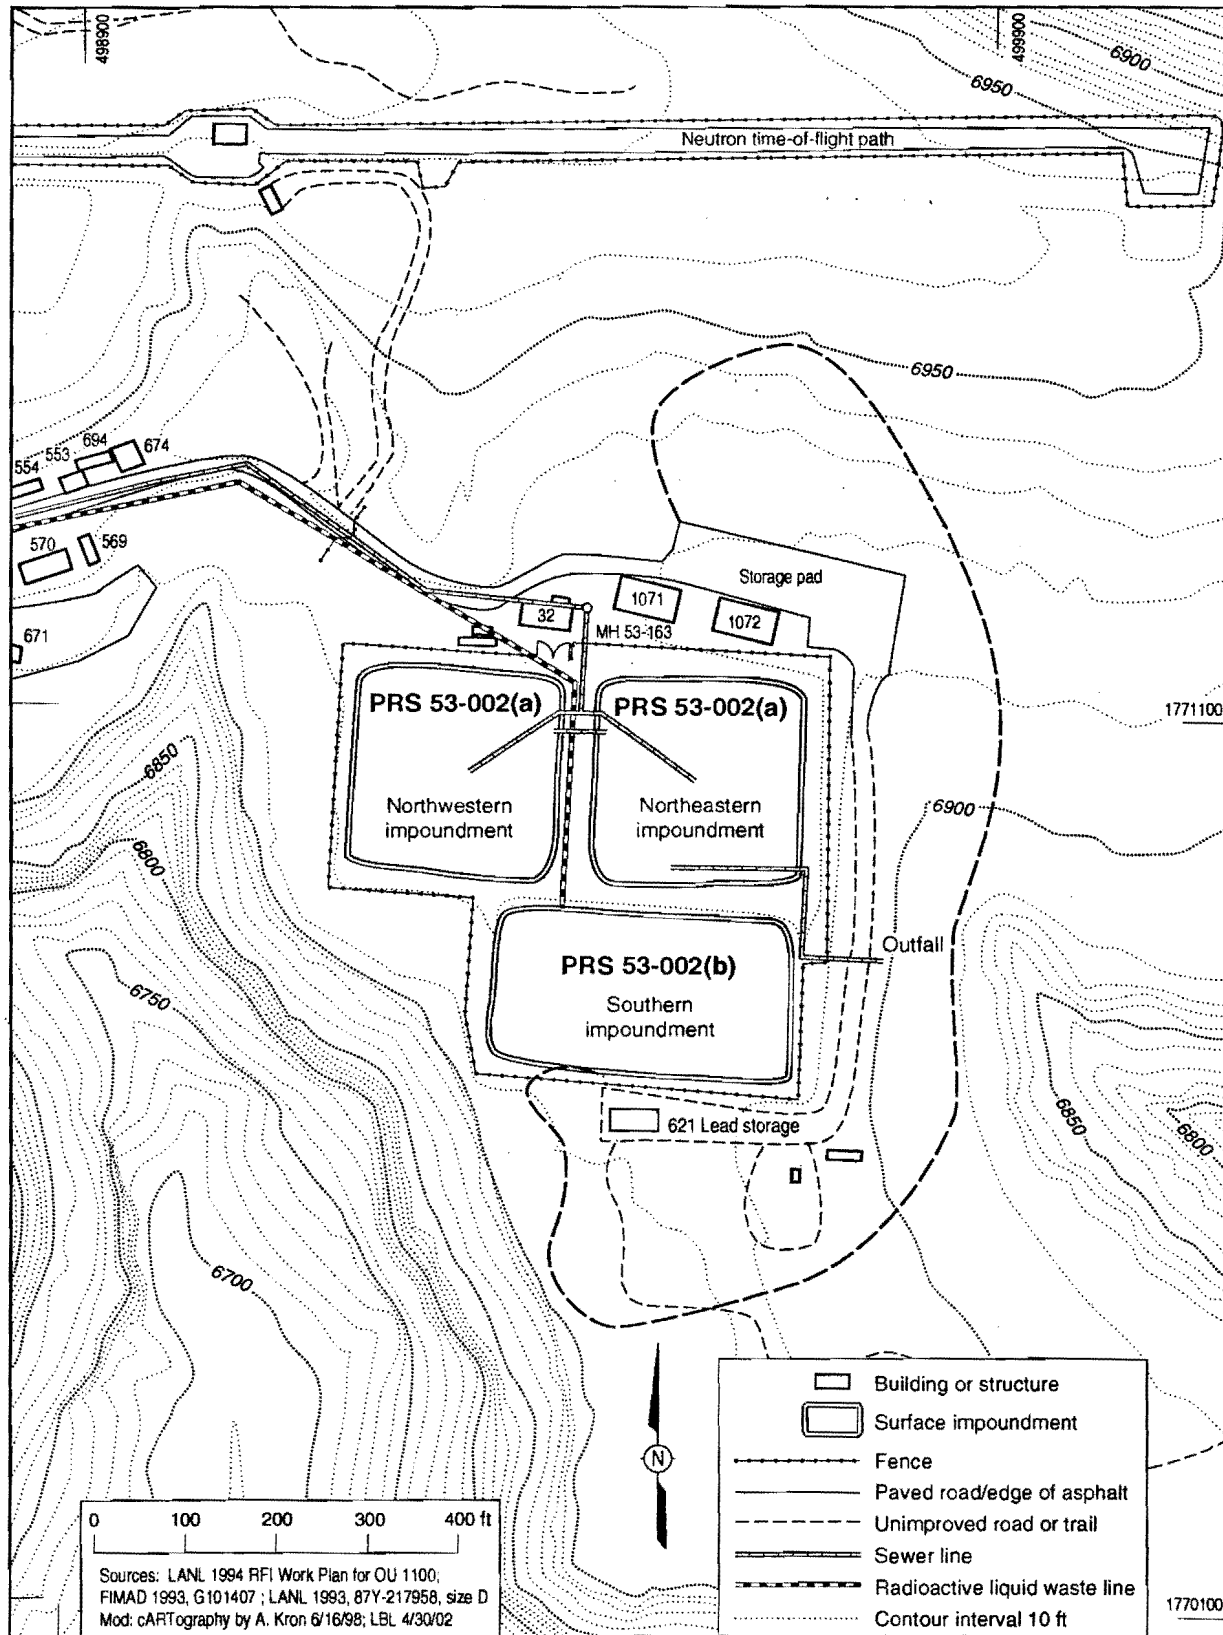 498900
499900
6900
6950
Neutron time-of-flight path
6950
694
674
553
554
570
569
671
Storage pad
1071
1072
32
MH 53-163
PRS 53-002(a)
PRS 53-002(a)
1771100
6850
Northwestern
impoundment
Northeastern
impoundment
6900
6800
Outfall
PRS 53-002(b)
6750
Southern
impoundment
621 Lead storage
6850
6800
6700
N
Building or structure
Surface impoundment
Fence
Paved road/edge of asphalt
Unimproved road or trail
Sewer line
Radioactive liquid waste line
Contour interval 10 ft
0 100 200 300 400 ft
Sources: LANL 1994 RFI Work Plan for OU 1100;
FIMAD 1993, G101407 ; LANL 1993, 87Y-217958, size D
Mod: cARTography by A. Kron 6/16/98; LBL 4/30/02
1770100